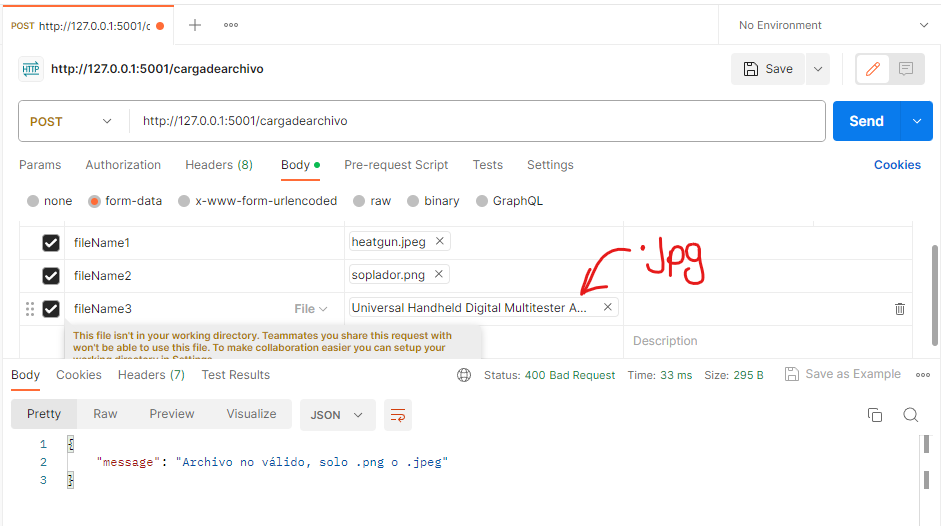 POST http://127.0.0.1:5001/c
No Environment
HTTP http://127.0.0.1:5001/cargadearchivo
Save
POST http://127.0.0.1:5001/cargadearchivo
Send
Params Authorization Headers (8) Body Pre-request Script Tests Settings Cookies
none form-data x-www-form-urlencoded raw binary GraphQL
fileName1 heatgun.jpeg
.Jpg
fileName2 soplador.png
fileName3 File Universal Handheld Digital Multitester A...
This file isn't in your working directory. Teammates you share this request with
won't be able to use this file. To make collaboration easier you can setup your
working directory in Settings.
Description
Body Cookies Headers (7) Test Results Status: 400 Bad Request Time: 33 ms Size: 295 B Save as Example
Pretty Raw Preview Visualize JSON
1 {
2 "message": "Archivo no válido, solo .png o .jpeg"
3 }